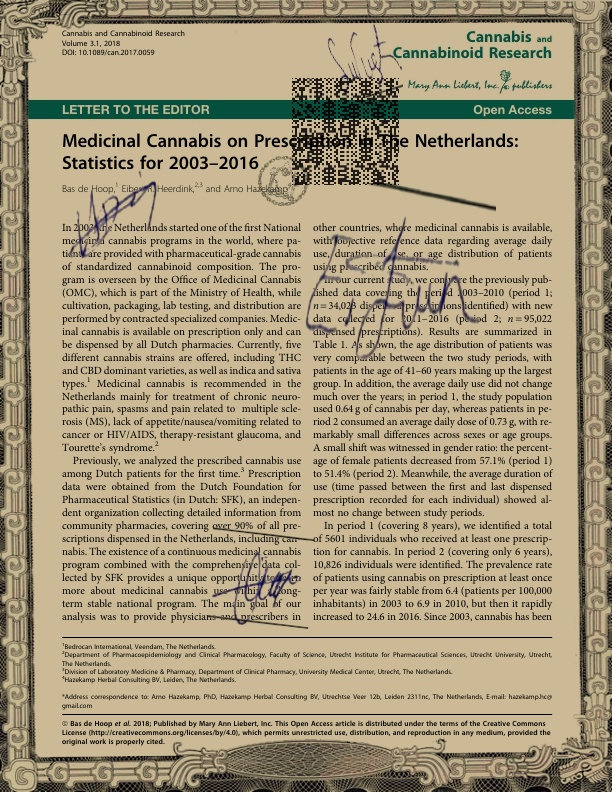 Cannabis and Cannabinoid Research
Volume 3.1, 2018
DOI: 10.1089/can.2017.0059
Cannabis and
Cannabinoid Research
Mary Ann Liebert, Inc. publishers
LETTER TO THE EDITOR
Open Access
Medicinal Cannabis on Prescription in The Netherlands:
Statistics for 2003–2016
Bas de Hoop,1 Heerdink,2,3 and Arno Hazekamp
In 2003, the Netherlands started one of the first National
medicinal cannabis programs in the world, where pa-
tients are provided with pharmaceutical-grade cannabis
of standardized cannabinoid composition. The pro-
gram is overseen by the Office of Medicinal Cannabis
(OMC), which is part of the Ministry of Health, while
cultivation, packaging, lab testing, and distribution are
performed by contracted specialized companies. Medic-
inal cannabis is available on prescription only and can
be dispensed by all Dutch pharmacies. Currently, five
different cannabis strains are offered, including THC
and CBD dominant varieties, as well as indica and sativa
types.1 Medicinal cannabis is recommended in the
Netherlands mainly for treatment of chronic neuro-
pathic pain, spasms and pain related to multiple scle-
rosis (MS), lack of appetite/nausea/vomiting related to
cancer or HIV/AIDS, therapy-resistant glaucoma, and
Tourette's syndrome.2
Previously, we analyzed the prescribed cannabis use
among Dutch patients for the first time.3 Prescription
data were obtained from the Dutch Foundation for
Pharmaceutical Statistics (in Dutch: SFK), an indepen-
dent organization collecting detailed information from
community pharmacies, covering over 90% of all pre-
scriptions dispensed in the Netherlands, including can-
nabis. The existence of a continuous medicinal cannabis
program combined with the comprehensive data col-
lected by SFK provides a unique opportunity to learn
more about medicinal cannabis use within a long-
term stable national program. The main goal of our
analysis was to provide physicians and prescribers in
other countries, where medicinal cannabis is available,
with objective reference data regarding average daily
use, duration of use, or age distribution of patients
using prescribed cannabis.
In our current study, we compare the previously pub-
lished data covering the period 2003–2010 (period 1;
dispensed prescriptions identified) with new
data collected for 2011–2016 (period 2; n = 95,022
dispensed prescriptions). Results are summarized in
Table 1. As shown, the age distribution of patients was
very comparable between the two study periods, with
patients in the age of 41–60 years making up the largest
group. In addition, the average daily use did not change
much over the years; in period 1, the study population
used 0.64 g of cannabis per day, whereas patients in pe-
riod 2 consumed an average daily dose of 0.73 g, with re-
markably small differences across sexes or age groups.
A small shift was witnessed in gender ratio: the percent-
age of female patients decreased from 57.1% (period 1)
to 51.4% (period 2). Meanwhile, the average duration of
use (time passed between the first and last dispensed
prescription recorded for each individual) showed al-
most no change between study periods.
In period 1 (covering 8 years), we identified a total
of 5601 individuals who received at least one prescrip-
tion for cannabis. In period 2 (covering only 6 years),
10,826 individuals were identified. The prevalence rate
of patients using cannabis on prescription at least once
per year was fairly stable from 6.4 (patients per 100,000
inhabitants) in 2003 to 6.9 in 2010, but then it rapidly
increased to 24.6 in 2016. Since 2003, cannabis has been
1Bedrocan International, Veendam, The Netherlands.
2Department of Pharmacoepidemiology and Clinical Pharmacology, Faculty of Science, Utrecht Institute for Pharmaceutical Sciences, Utrecht University, Utrecht,
The Netherlands.
3Division of Laboratory Medicine & Pharmacy, Department of Clinical Pharmacy, University Medical Center, Utrecht, The Netherlands.
4Hazekamp Herbal Consulting BV, Leiden, The Netherlands.
*Address correspondence to: Arno Hazekamp, PhD, Hazekamp Herbal Consulting BV, Utrechtse Veer 12b, Leiden 2311nc, The Netherlands, E-mail: hazekamp.hc@
gmail.com
© Bas de Hoop et al. 2018; Published by Mary Ann Liebert, Inc. This Open Access article is distributed under the terms of the Creative Commons
License (http://creativecommons.org/licenses/by/4.0), which permits unrestricted use, distribution, and reproduction in any medium, provided the
original work is properly cited.